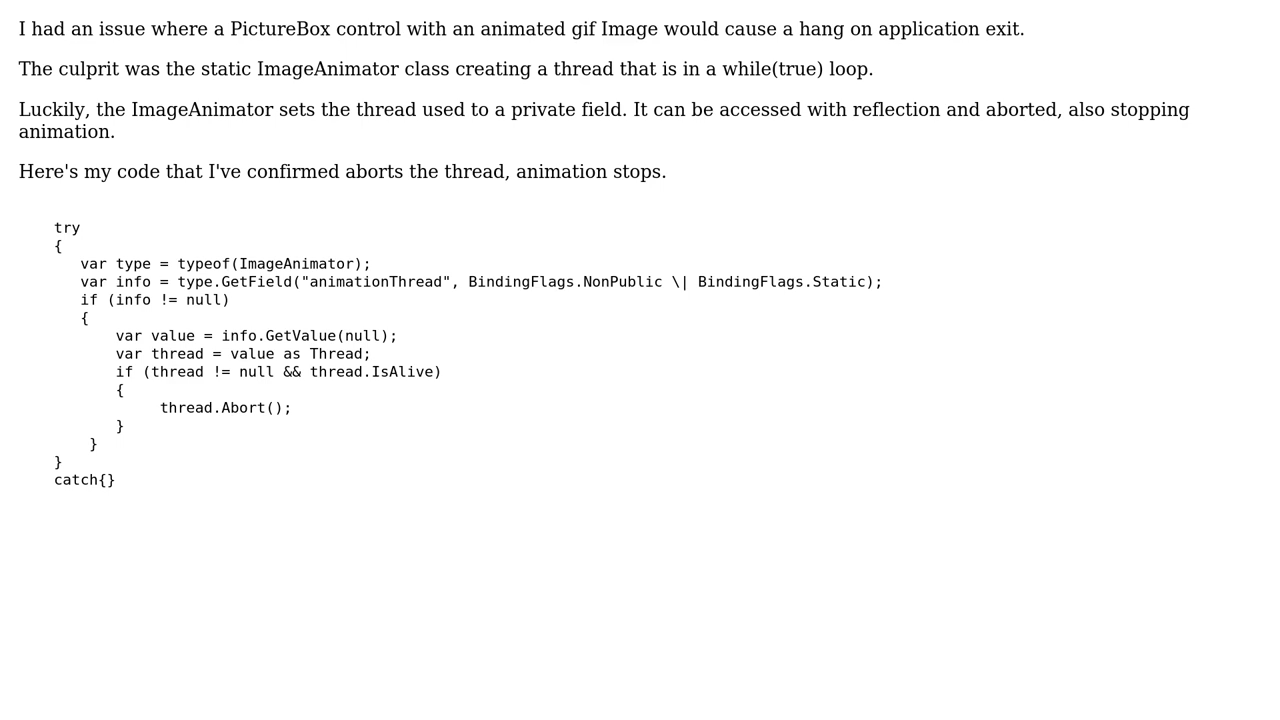 I had an issue where a PictureBox control with an animated gif Image would cause a hang on application exit.
The culprit was the static ImageAnimator class creating a thread that is in a while(true) loop.
Luckily, the ImageAnimator sets the thread used to a private field. It can be accessed with reflection and aborted, also stopping
animation.
Here's my code that I've confirmed aborts the thread, animation stops.
try
{
   var type = typeof(ImageAnimator);
   var info = type.GetField("animationThread", BindingFlags.NonPublic \| BindingFlags.Static);
   if (info != null)
   {
       var value = info.GetValue(null);
       var thread = value as Thread;
       if (thread != null && thread.IsAlive)
       {
            thread.Abort();
       }
    }
}
catch{}